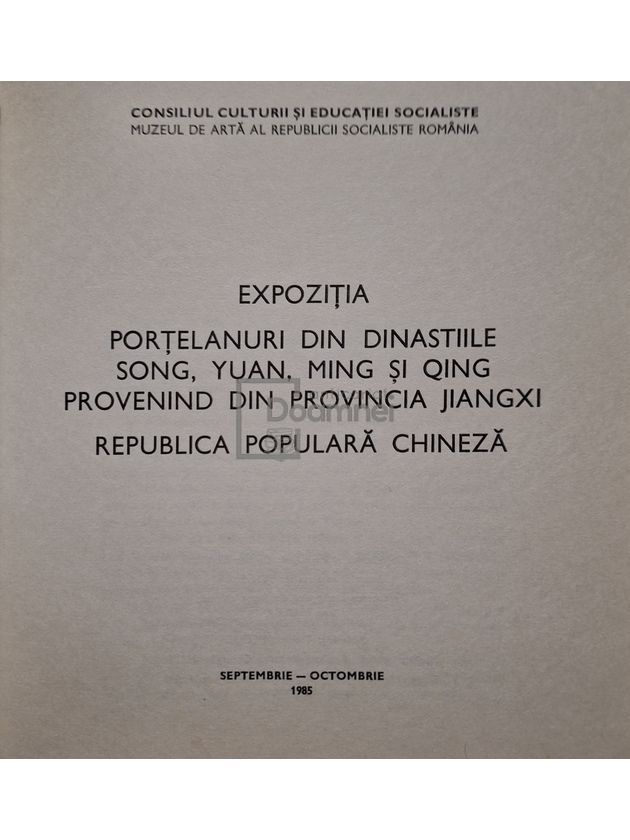 CONSILIUL CULTURII ȘI EDUCAȚIEI SOCIALISTE
MUZEUL DE ARTĂ AL REPUBLICII SOCIALISTE ROMÂNIA
EXPOZIȚIA
PORȚELANURI DIN DINASTIILE
SONG, YUAN, MING ȘI QING
PROVENIND DIN PROVINCIA JIANGXI
Doamnei
REPUBLICA POPULARĂ CHINEZĂ
SEPTEMBRIE — OCTOMBRIE
1985